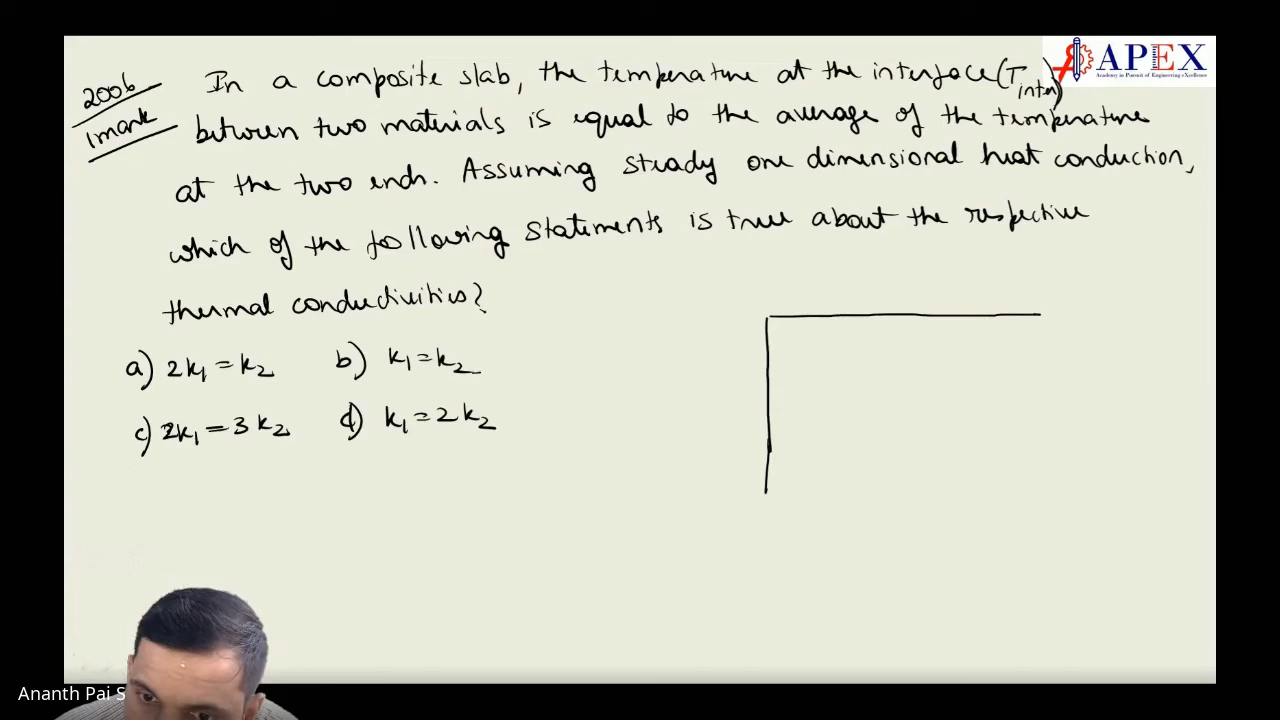 APEX
Academy in Pursuit of Engineering eXcellence
2006
1 mark
In a composite slab, the temperature at the interface (T inter)
between two materials is equal to the average of the temperature
at the two ends. Assuming steady one dimensional heat conduction,
which of the following statements is true about the respective
thermal conductivities?
a) 2k₁ = k₂ b) k₁ = k₂
c) 2k₁ = 3k₂ d) k₁ = 2k₂
Ananth Pai S